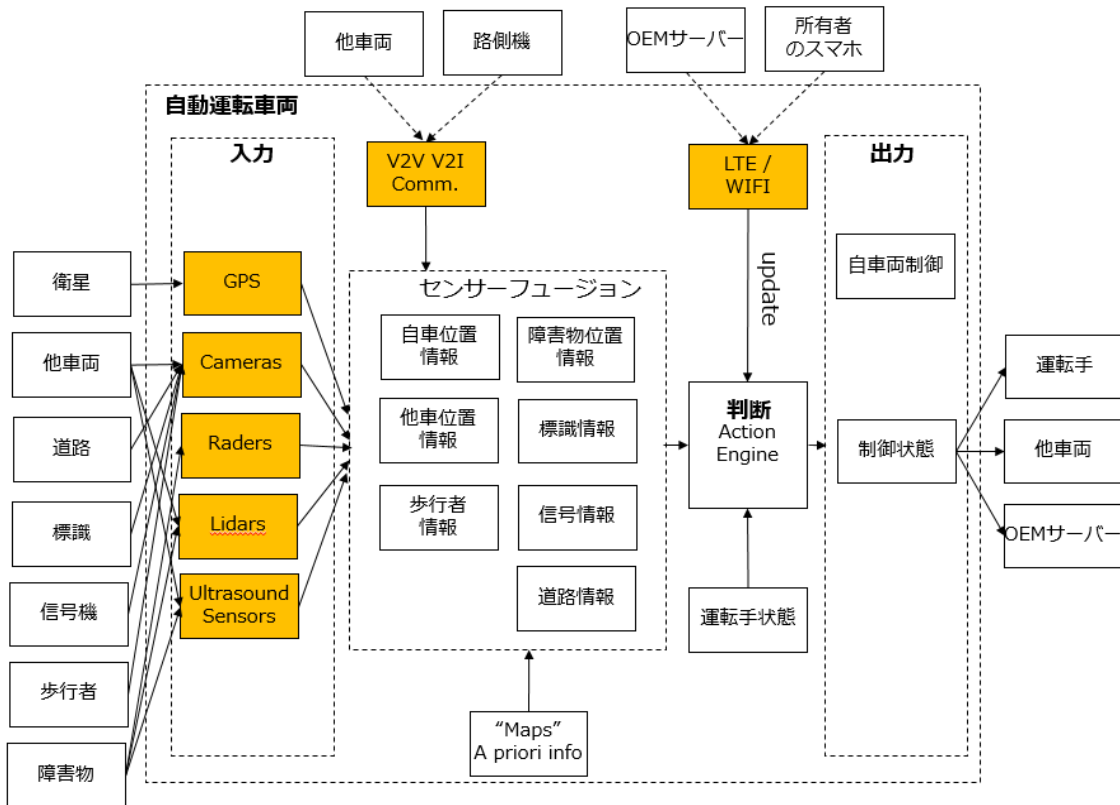 他車両
路側機
OEMサーバー
所有者
のスマホ
自動運転車両
入力
V2V V2I
Comm.
LTE /
WIFI
出力
衛星
他車両
道路
標識
信号機
歩行者
障害物
GPS
Cameras
Raders
Lidars
Ultrasound
Sensors
センサーフュージョン
自車位置
情報
障害物位置
情報
他車位置
情報
標識情報
歩行者
情報
信号情報
道路情報
“Maps”
A priori info
update
判断
Action
Engine
運転手状態
自車両制御
制御状態
運転手
他車両
OEMサーバー